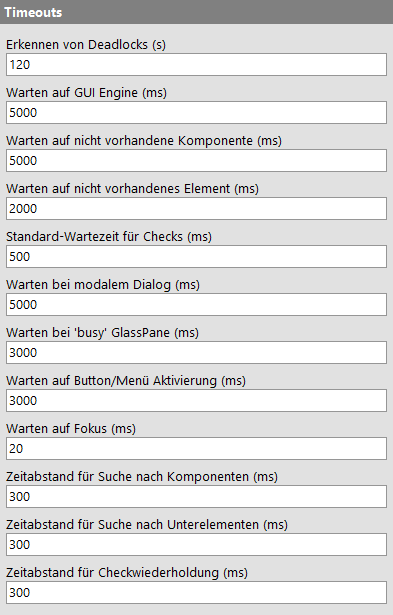 Timeouts
Erkennen von Deadlocks (s)
120
Warten auf GUI Engine (ms)
5000
Warten auf nicht vorhandene Komponente (ms)
5000
Warten auf nicht vorhandenes Element (ms)
2000
Standard-Wartezeit für Checks (ms)
500
Warten bei modalem Dialog (ms)
5000
Warten bei 'busy' GlassPane (ms)
3000
Warten auf Button/Menü Aktivierung (ms)
3000
Warten auf Fokus (ms)
20
Zeitabstand für Suche nach Komponenten (ms)
300
Zeitabstand für Suche nach Unterelementen (ms)
300
Zeitabstand für Checkwiederholung (ms)
300